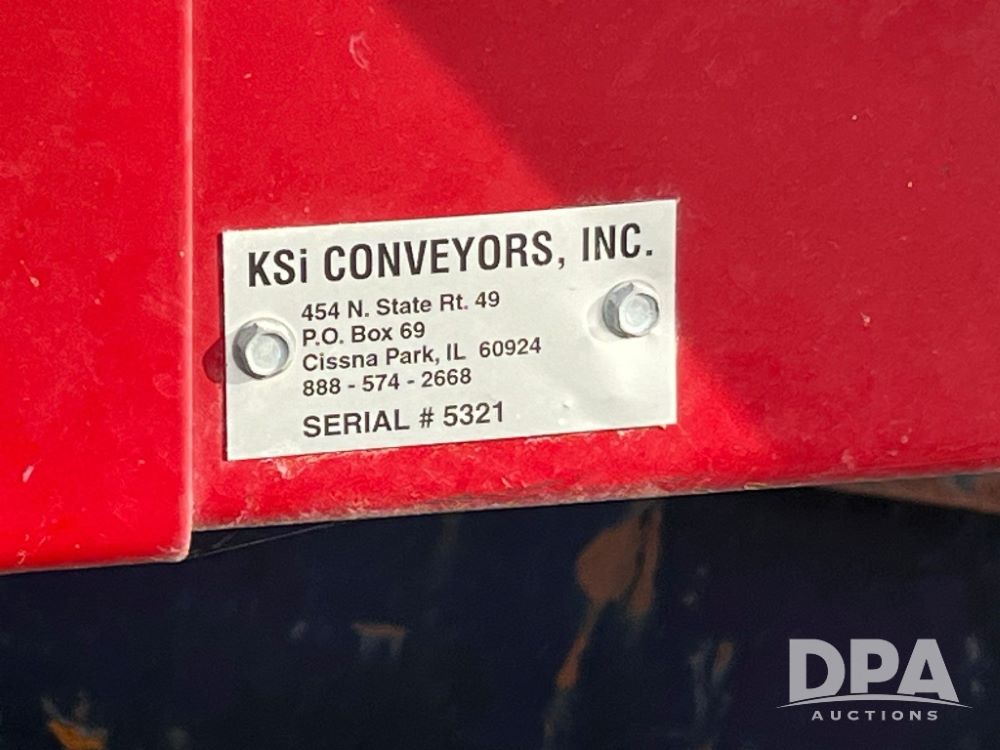 KSi CONVEYORS, INC.
454 N. State Rt. 49
P.O. Box 69
Cissna Park, IL 60924
888 - 574 - 2668
SERIAL # 5321
DPA
AUCTIONS